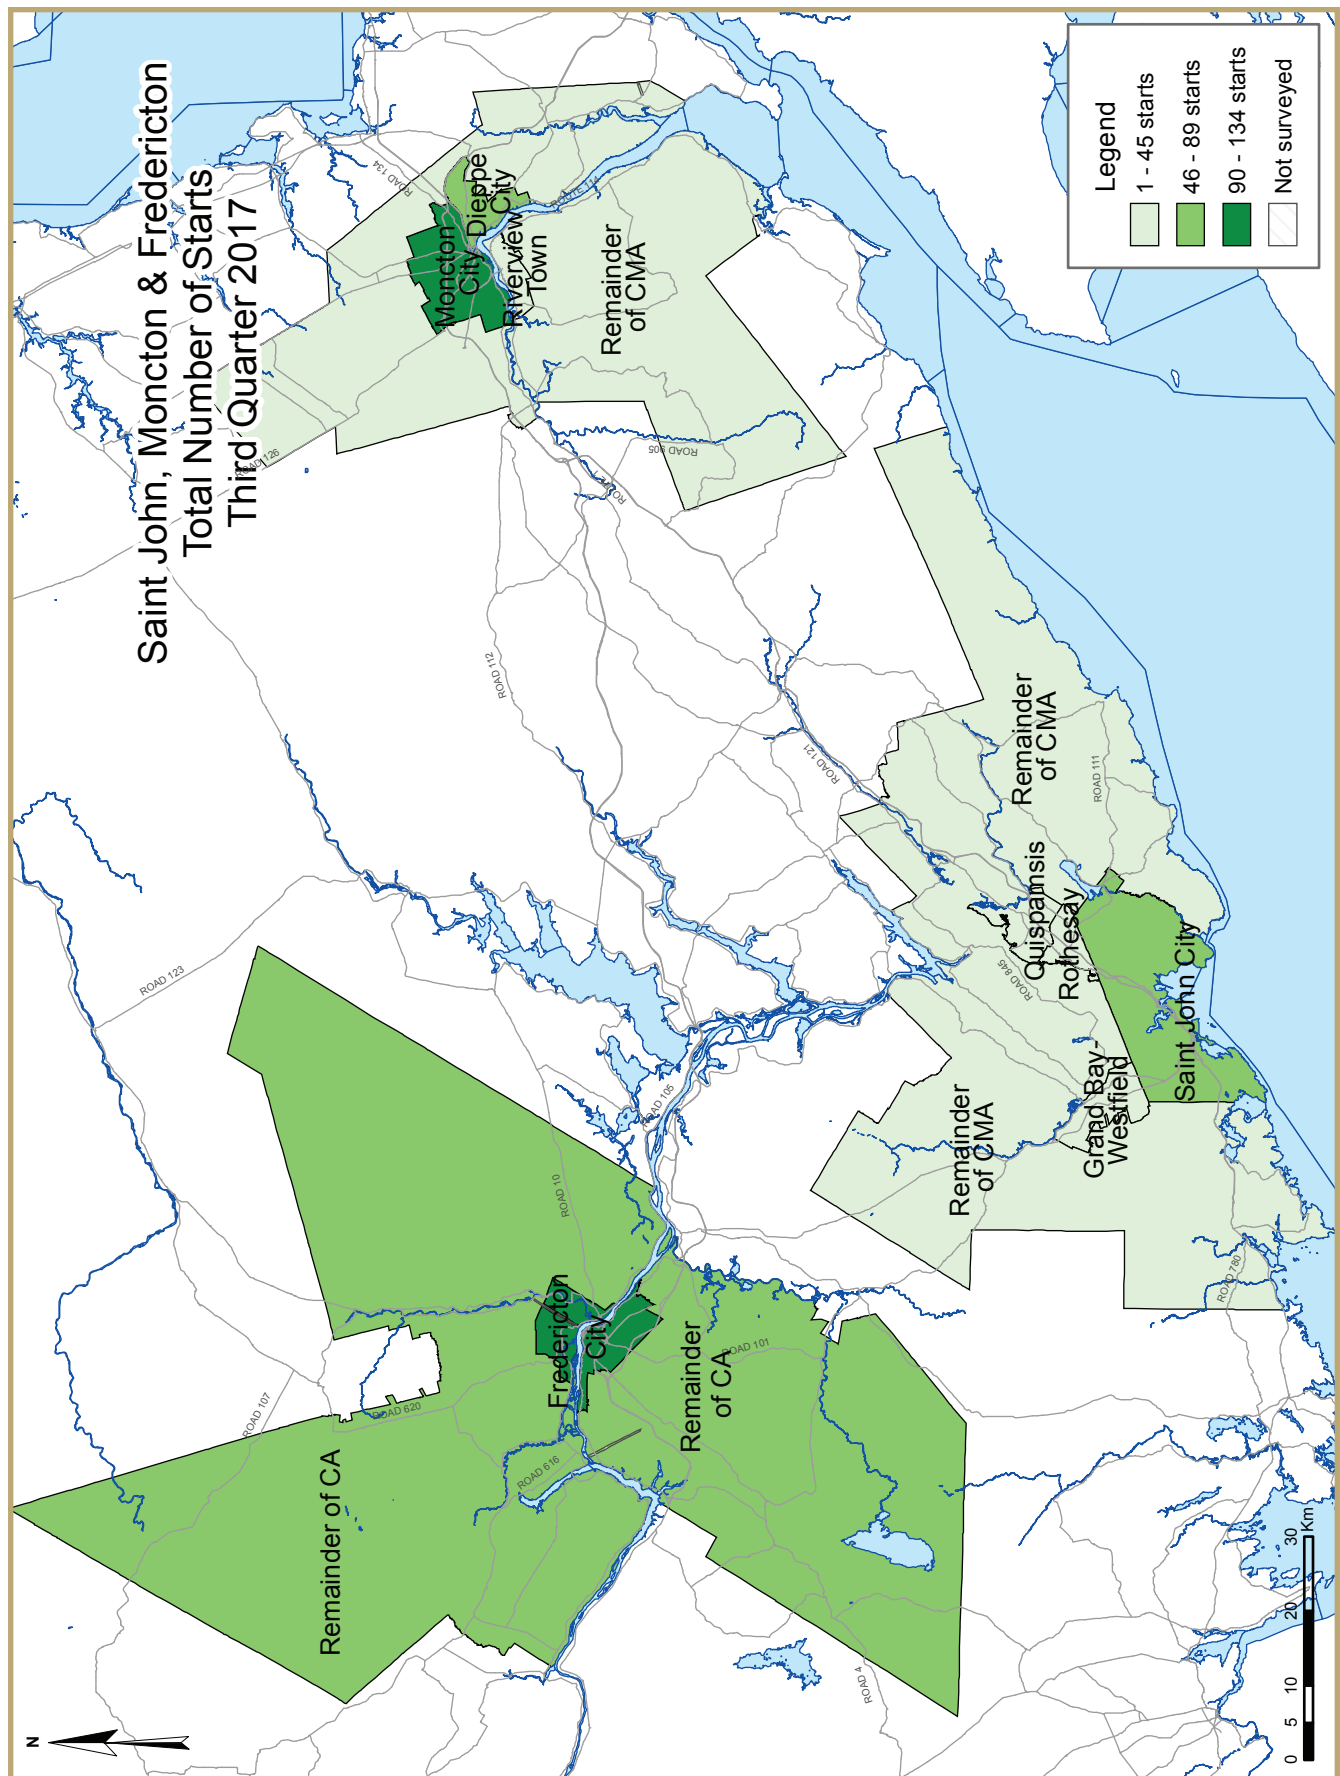 Saint John, Moncton & Fredericton
Total Number of Starts
Third Quarter 2017
Legend
1 - 45 starts
46 - 89 starts
90 - 134 starts
Not surveyed
N
Remainder of CA
Fredericton
City
Remainder
of CA
Moncton
City
Dieppe
City
Riverview
Town
Remainder
of CMA
Remainder
of CMA
Quispamsis
Rothesay
Saint John City
Grand Bay -
Westfield
Remainder
of CMA
ROAD 134
ROUTE 114
ROAD 126
ROAD 905
ROUTE 1
ROAD 112
ROAD 121
ROAD 111
ROAD 845
ROAD 123
ROAD 105
ROAD 10
ROAD 107
ROAD 620
ROAD 616
ROAD 101
ROAD 780
ROAD 4
0 5 10 20 30
Km